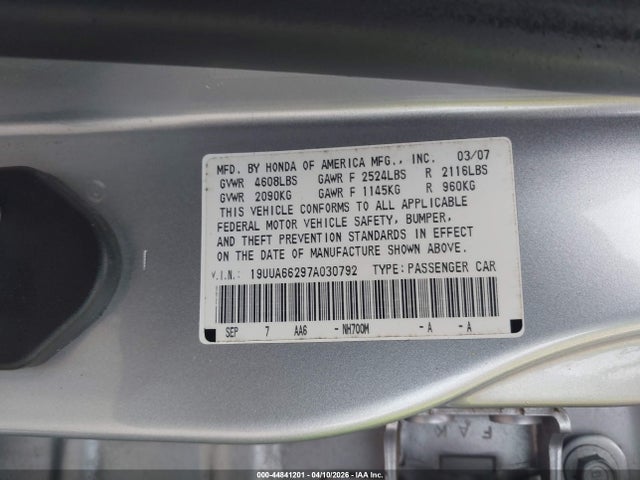 MFD. BY HONDA OF AMERICA MFG., INC. 03/07
GVWR 4608LBS GAWR F 2524LBS R 2116LBS
GVWR 2090KG GAWR F 1145KG R 960KG
THIS VEHICLE CONFORMS TO ALL APPLICABLE
FEDERAL MOTOR VEHICLE SAFETY, BUMPER,
AND THEFT PREVENTION STANDARDS IN EFFECT
ON THE DATE OF MANUFACTURE SHOWN ABOVE.
V.I.N.: 19UUA66297A030792 TYPE: PASSENGER CAR
SEP 7 AA6 - NH700M - A - A
F A K
000-44841201 - 04/10/2026 - IAA Inc.